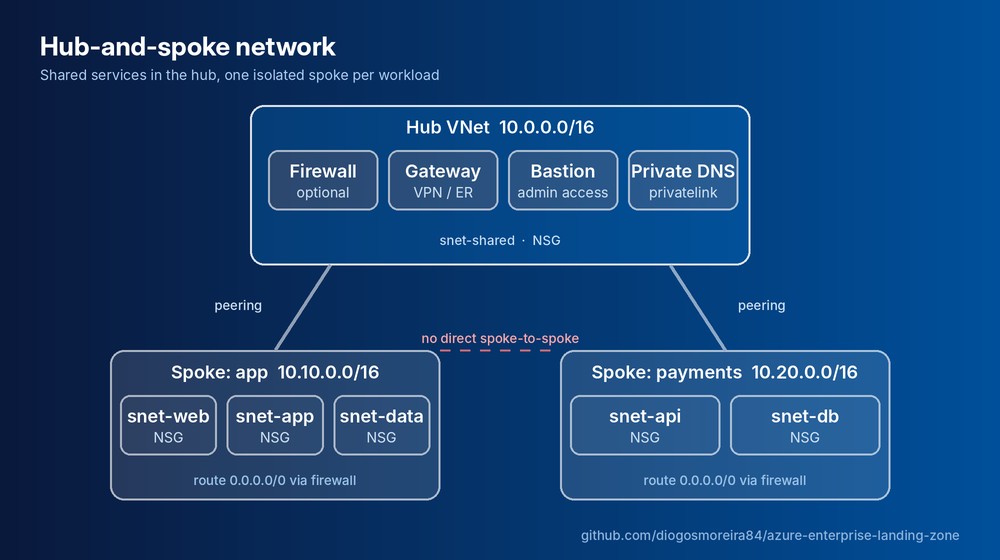 Hub-and-spoke network
Shared services in the hub, one isolated spoke per workload
Hub VNet 10.0.0.0/16
Firewall
optional
Gateway
VPN / ER
Bastion
admin access
Private DNS
privatelink
snet-shared · NSG
peering
peering
no direct spoke-to-spoke
Spoke: app 10.10.0.0/16
snet-web
NSG
snet-app
NSG
snet-data
NSG
route 0.0.0.0/0 via firewall
Spoke: payments 10.20.0.0/16
snet-api
NSG
snet-db
NSG
route 0.0.0.0/0 via firewall
github.com/diogosmoreira84/azure-enterprise-landing-zone